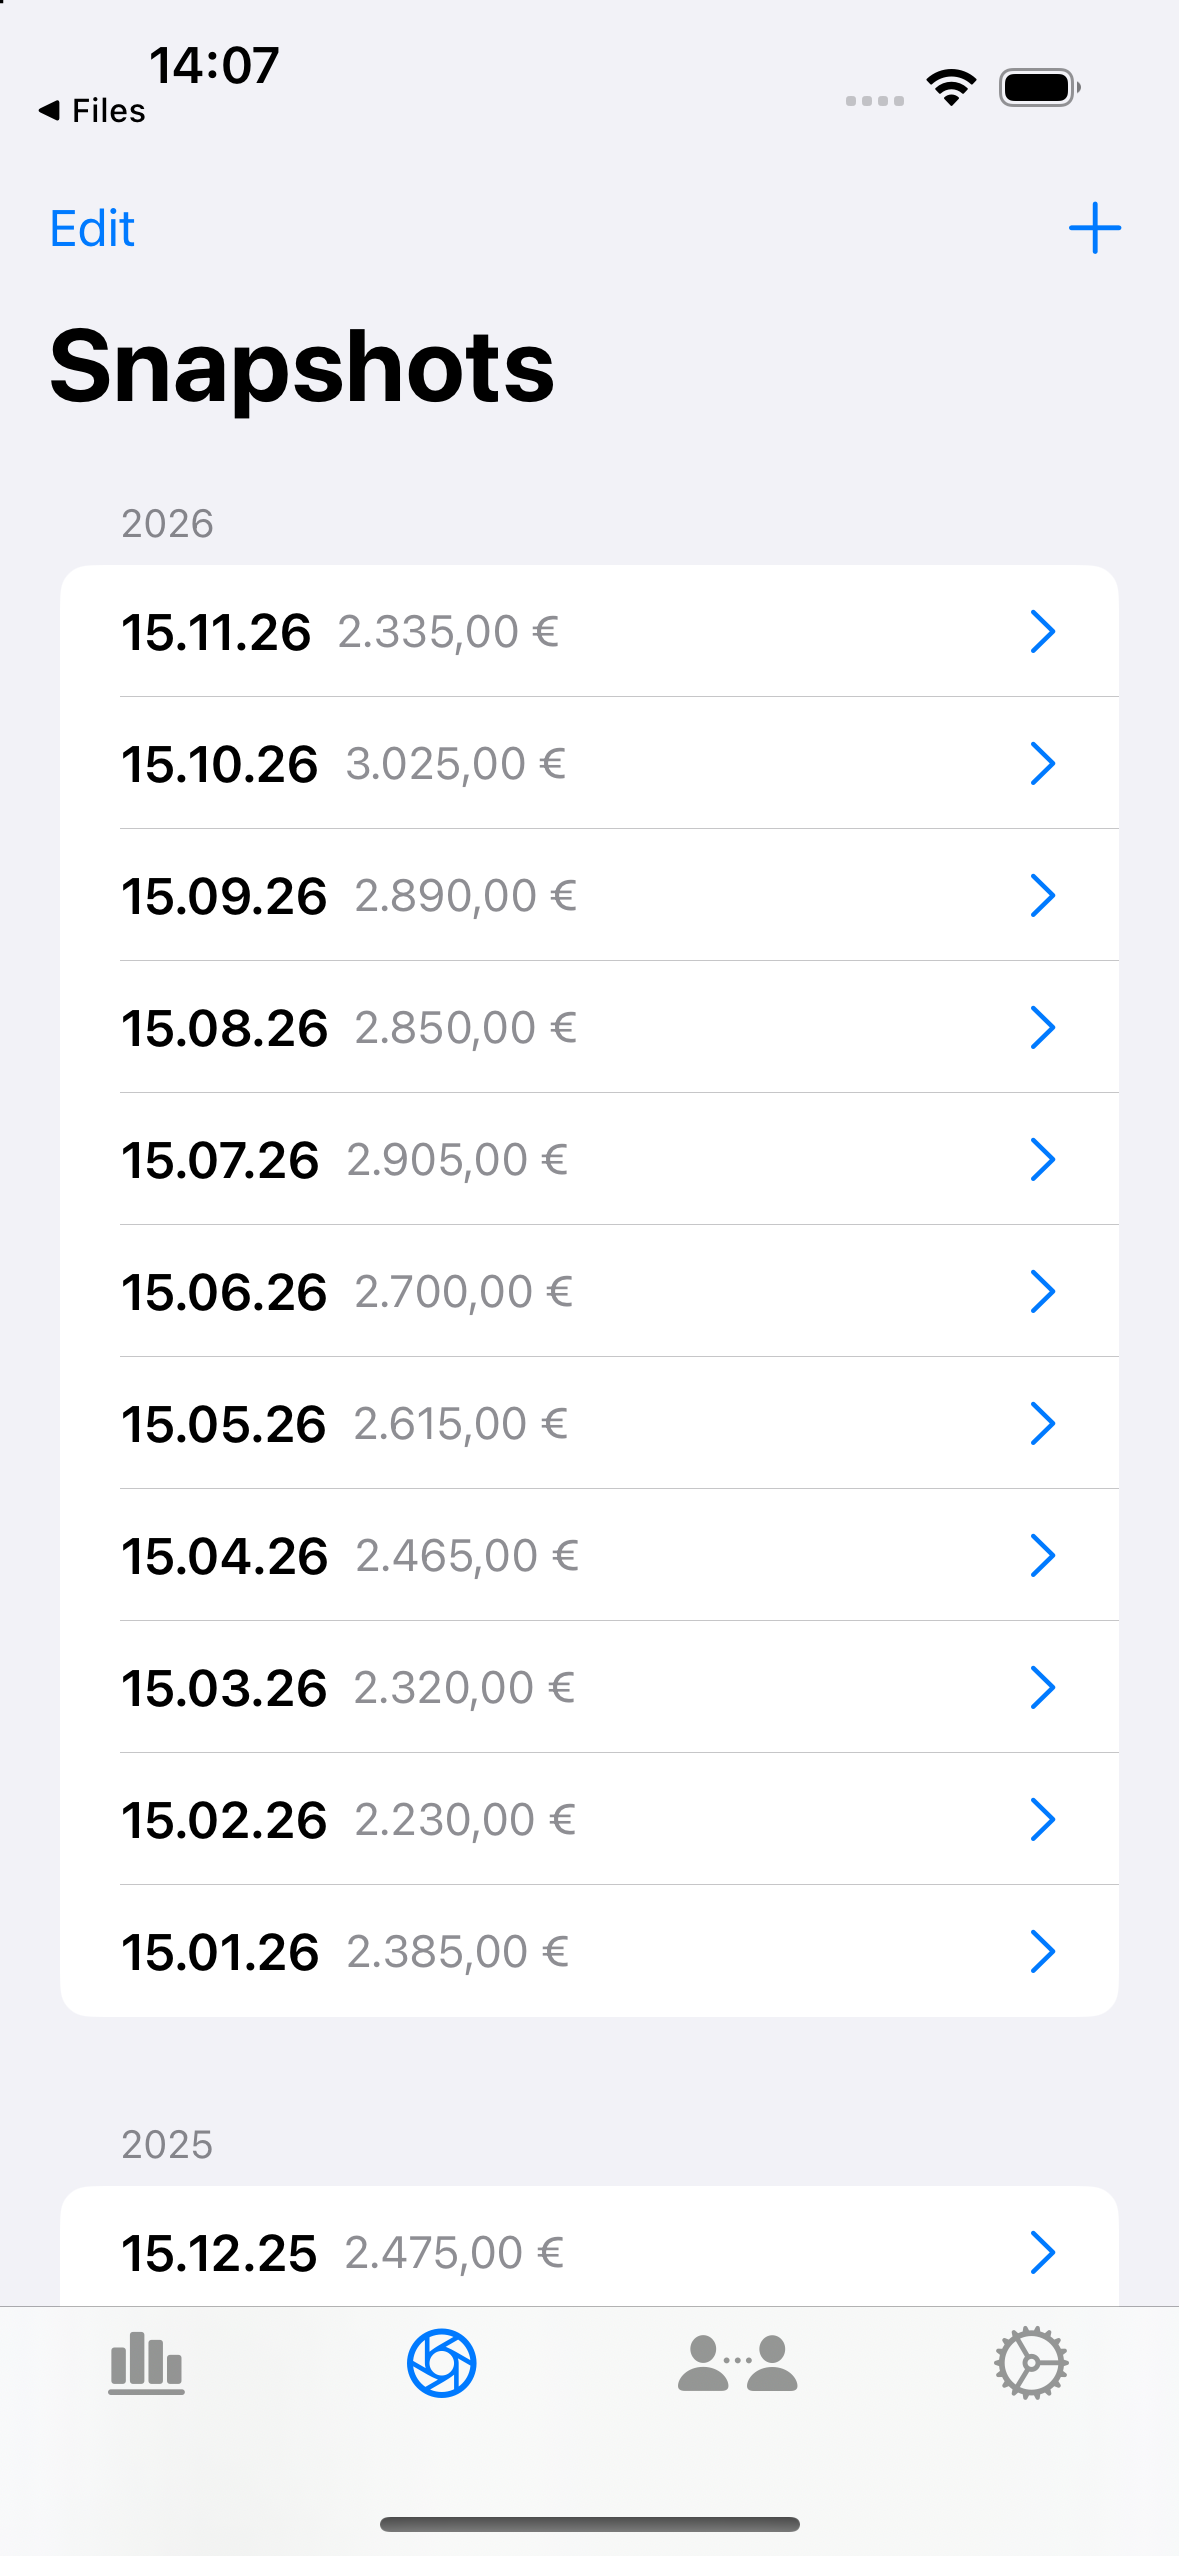 14:07
◀ Files
Edit
Snapshots
2026
15.11.26 2.335,00 €
15.10.26 3.025,00 €
15.09.26 2.890,00 €
15.08.26 2.850,00 €
15.07.26 2.905,00 €
15.06.26 2.700,00 €
15.05.26 2.615,00 €
15.04.26 2.465,00 €
15.03.26 2.320,00 €
15.02.26 2.230,00 €
15.01.26 2.385,00 €
2025
15.12.25 2.475,00 €